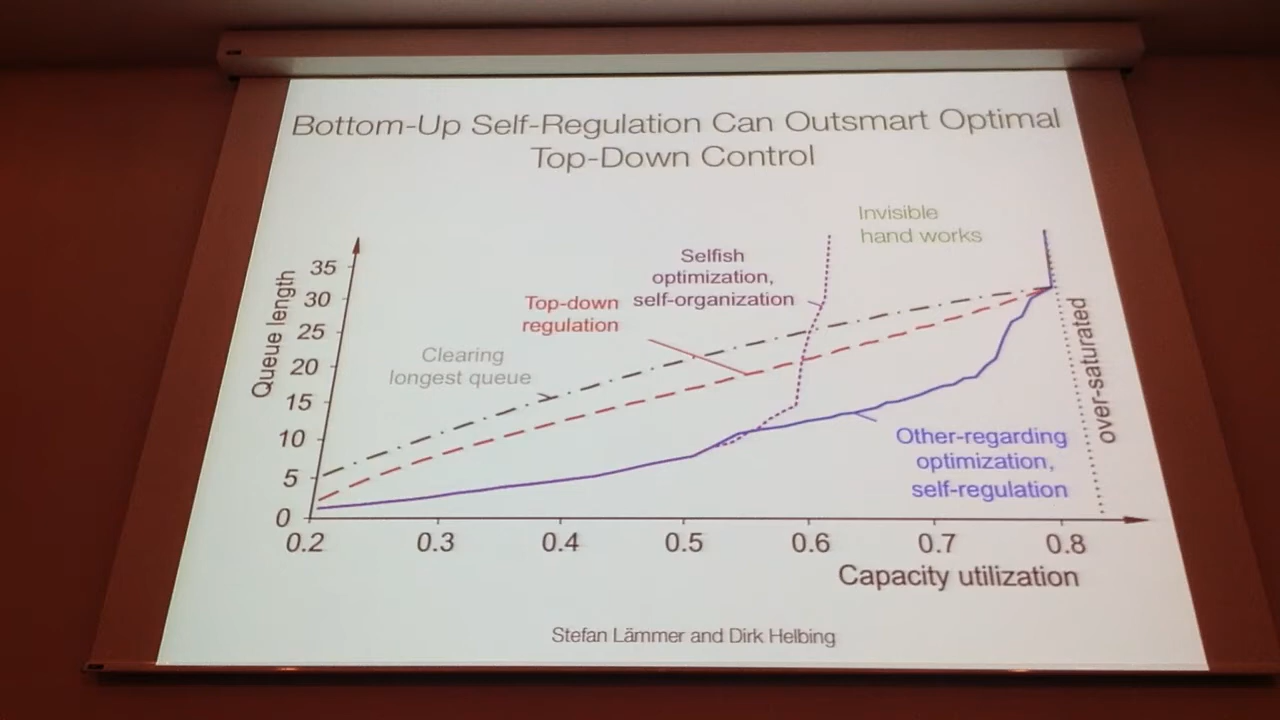 Bottom-Up Self-Regulation Can Outsmart Optimal
Top-Down Control
Invisible
hand works
Selfish
optimization,
self-organization
Top-down
regulation
Clearing
longest queue
Queue length
35
30
25
20
15
10
5
0
Other-regarding
optimization,
self-regulation
over-saturated
0.2 0.3 0.4 0.5 0.6 0.7 0.8
Capacity utilization
Stefan Lämmer and Dirk Helbing